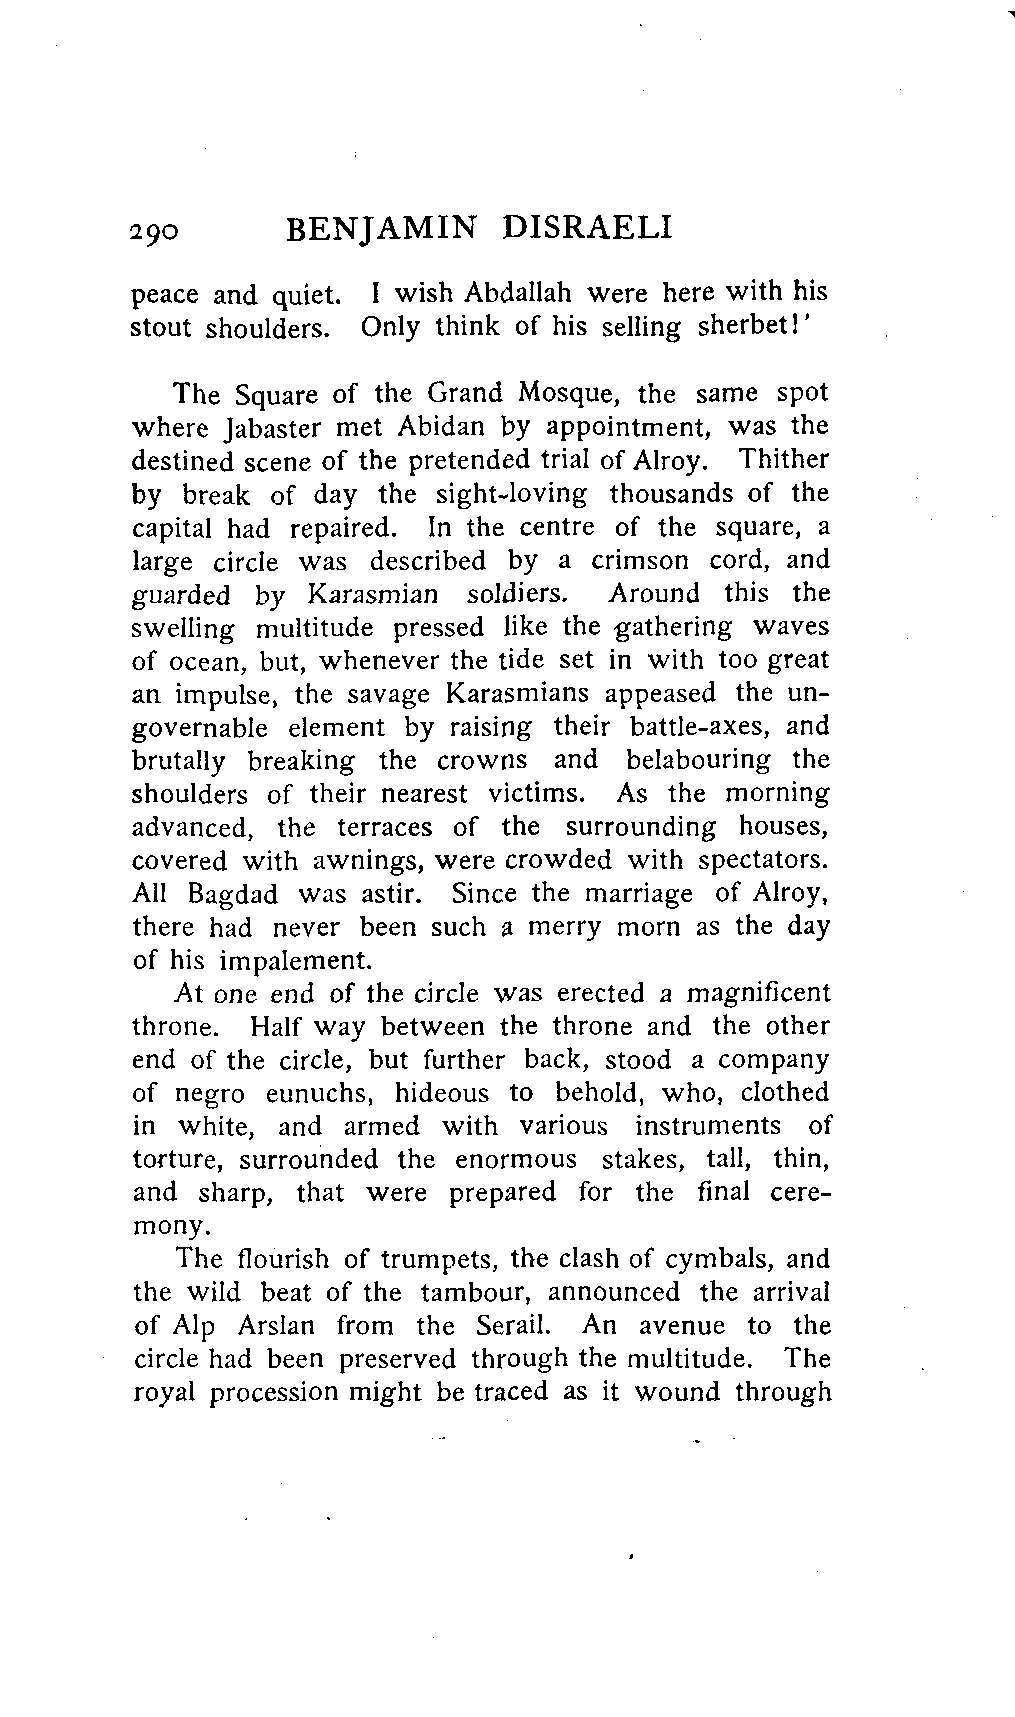 290 BENJAMIN DISRAELI
peace and quiet. I wish Abdallah were here with his
stout shoulders. Only think of his selling sherbet!'
The Square of the Grand Mosque, the same spot
where Jabaster met Abidan by appointment, was the
destined scene of the pretended trial of Alroy. Thither
by break of day the sight-loving thousands of the
capital had repaired. In the centre of the square, a
large circle was described by a crimson cord, and
guarded by Karasmian soldiers. Around this the
swelling multitude pressed like the gathering waves
of ocean, but, whenever the tide set in with too great
an impulse, the savage Karasmians appeased the un-
governable element by raising their battle-axes, and
brutally breaking the crowns and belabouring the
shoulders of their nearest victims. As the morning
advanced, the terraces of the surrounding houses,
covered with awnings, were crowded with spectators.
All Bagdad was astir. Since the marriage of Alroy,
there had never been such a merry morn as the day
of his impalement.
At one end of the circle was erected a magnificent
throne. Half way between the throne and the other
end of the circle, but further back, stood a company
of negro eunuchs, hideous to behold, who, clothed
in white, and armed with various instruments of
torture, surrounded the enormous stakes, tall, thin,
and sharp, that were prepared for the final cere-
mony.
The flourish of trumpets, the clash of cymbals, and
the wild beat of the tambour, announced the arrival
of Alp Arslan from the Serail. An avenue to the
circle had been preserved through the multitude. The
royal procession might be traced as it wound through